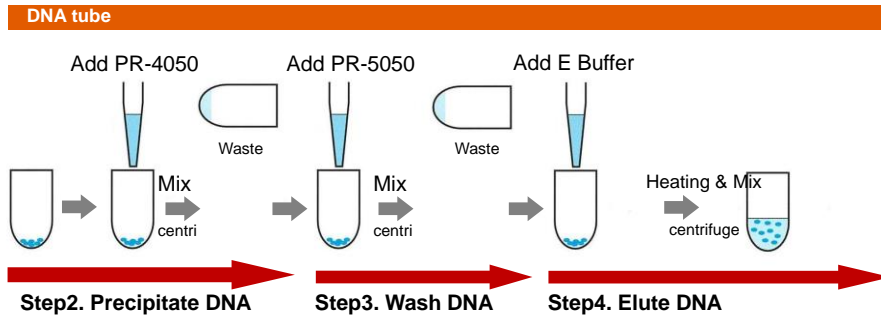 DNA tube
Add PR-4050
Add PR-5050
Add E Buffer
Waste
Waste
Mix
centri
Mix
centri
Heating & Mix
centrifuge
Step2. Precipitate DNA
Step3. Wash DNA
Step4. Elute DNA